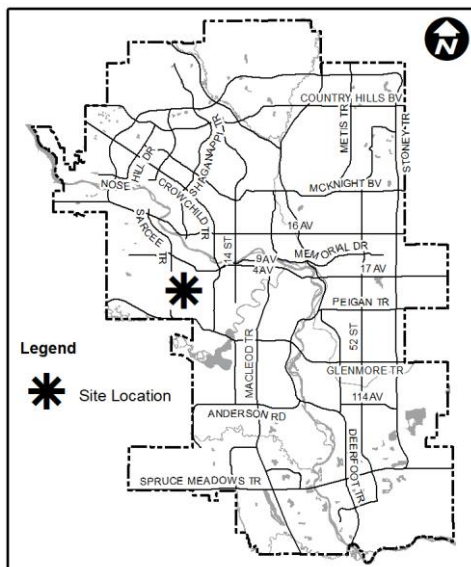 N
COUNTRY HILLS BV
METIS TR
STONEY TR
SHAGANAPPI TR
NOSE HILL DR
CROWCHILD TR
MCKNIGHT BV
SARCEE TR
16 AV
14 ST
9 AV
4 AV
MEMORIAL DR
17 AV
PEIGAN TR
Legend
Site Location
MACLEOD TR
52 ST
GLENMORE TR
114 AV
ANDERSON RD
DEERFOOT TR
SPRUCE MEADOWS TR